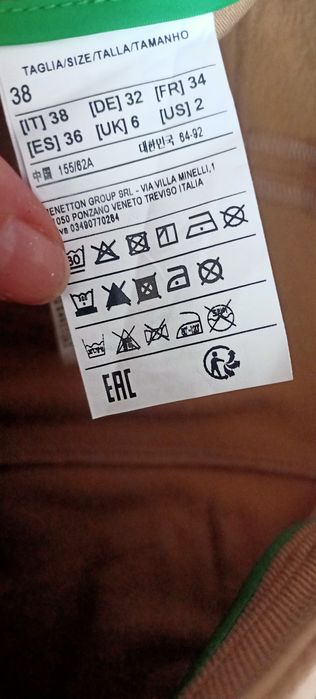 TAGLIA/SIZE/TALLA/TAMANHO
38
[IT] 38 [DE] 32 [FR] 34
[ES] 36 [UK] 6 [US] 2
中国 155/62A 대한민국 64-92
BENETTON GROUP SRL - VIA VILLA MINELLI,1
050 PONZANO VENETO TREVISO ITALIA
03490770264
30
EAC